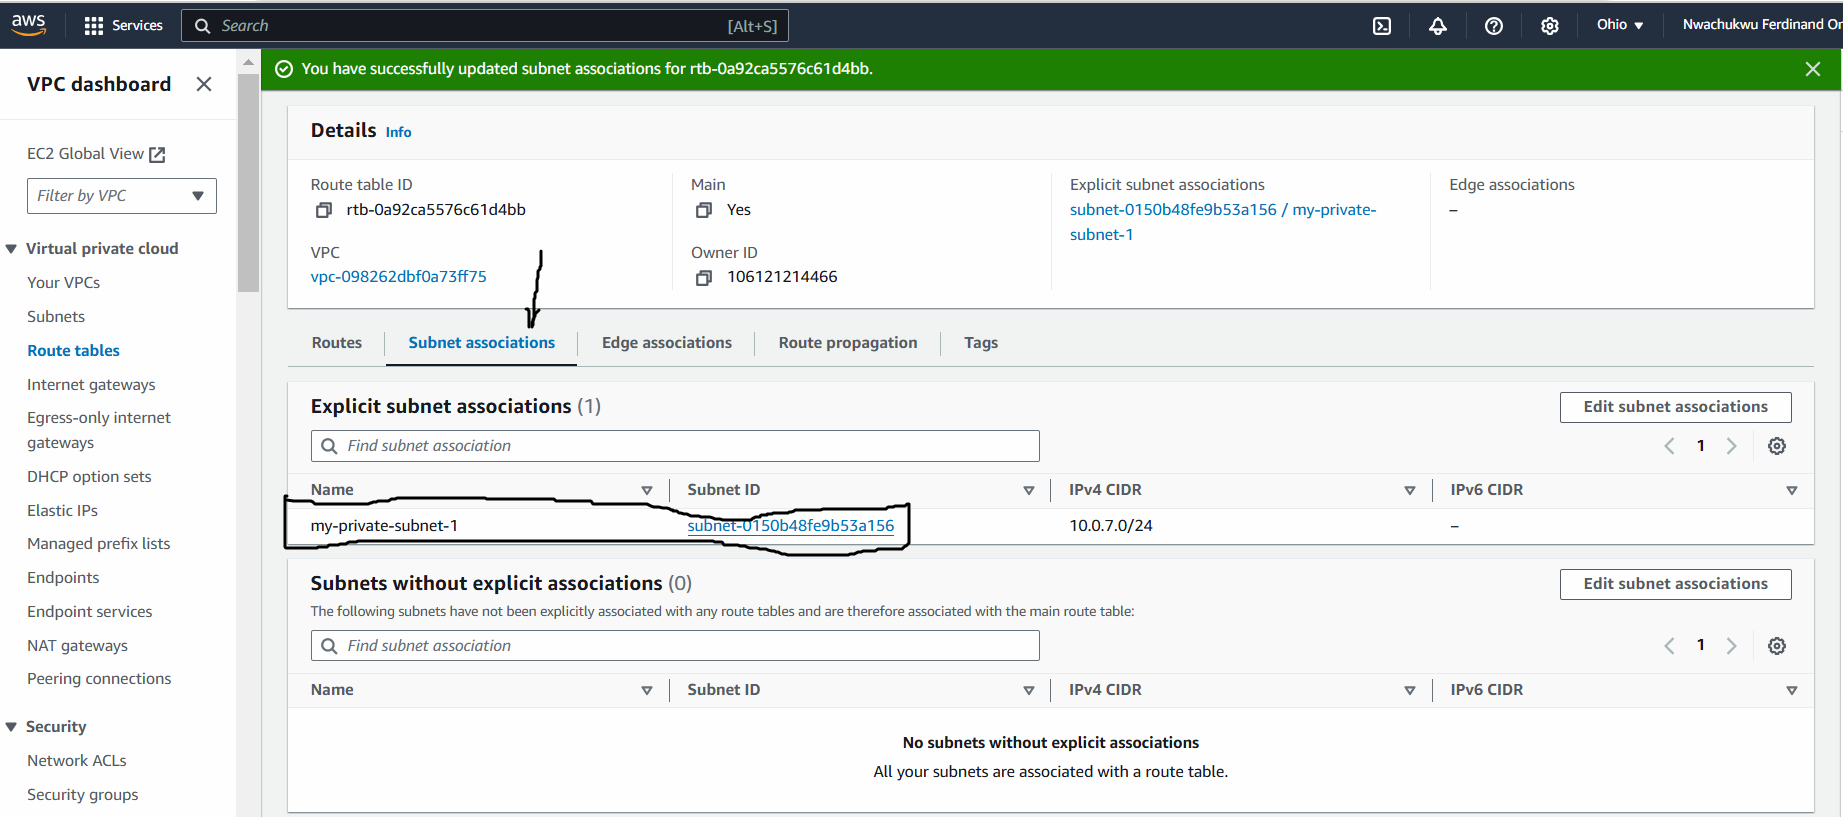 aws
Services
Search
[Alt+S]
Ohio
Nwachukwu Ferdinand Or
VPC dashboard
EC2 Global View
Filter by VPC
Virtual private cloud
Your VPCs
Subnets
Route tables
Internet gateways
Egress-only internet
gateways
DHCP option sets
Elastic IPs
Managed prefix lists
Endpoints
Endpoint services
NAT gateways
Peering connections
Security
Network ACLs
Security groups
You have successfully updated subnet associations for rtb-0a92ca5576c61d4bb.
Details Info
Route table ID
rtb-0a92ca5576c61d4bb
Main
Yes
Explicit subnet associations
subnet-0150b48fe9b53a156 / my-private-
subnet-1
Edge associations
–
VPC
vpc-098262dbf0a73ff75
Owner ID
106121214466
Routes
Subnet associations
Edge associations
Route propagation
Tags
Explicit subnet associations (1)
Edit subnet associations
Find subnet association
1
Name
Subnet ID
IPv4 CIDR
IPv6 CIDR
my-private-subnet-1
subnet-0150b48fe9b53a156
10.0.7.0/24
–
Subnets without explicit associations (0)
Edit subnet associations
The following subnets have not been explicitly associated with any route tables and are therefore associated with the main route table:
Find subnet association
1
Name
Subnet ID
IPv4 CIDR
IPv6 CIDR
No subnets without explicit associations
All your subnets are associated with a route table.